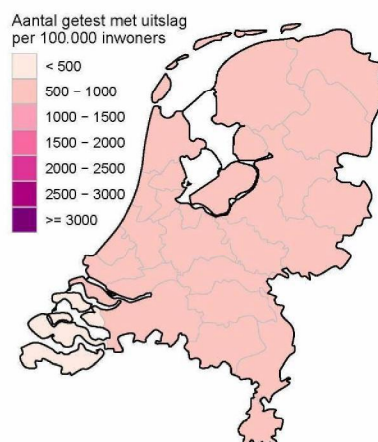 Aantal getest met uitslag
per 100.000 inwoners
< 500
500 – 1000
1000 – 1500
1500 – 2000
2000 – 2500
2500 – 3000
>= 3000